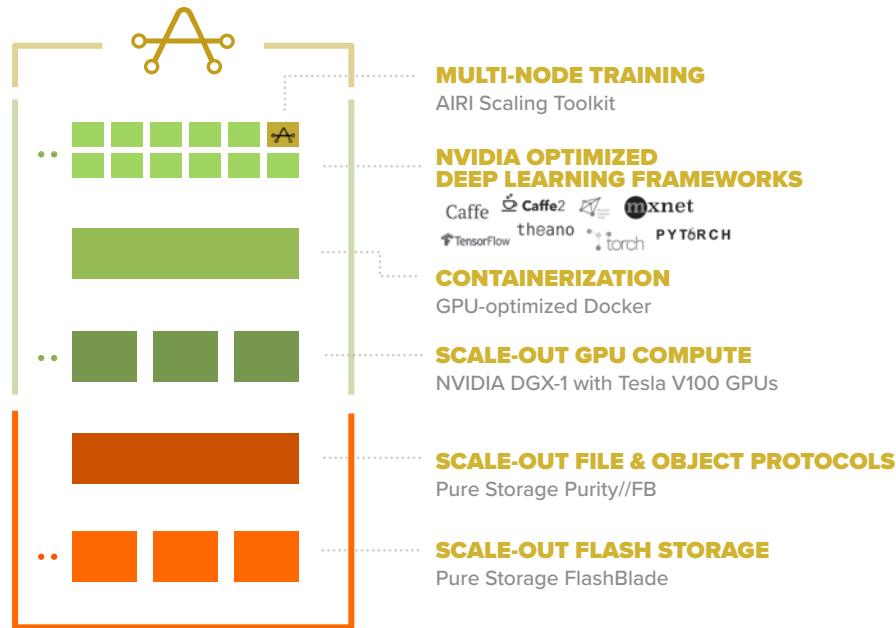 MULTI-NODE TRAINING
AIRI Scaling Toolkit
NVIDIA OPTIMIZED
DEEP LEARNING FRAMEWORKS
Caffe Caffe2 mxnet
TensorFlow theano torch PYTORCH
CONTAINERIZATION
GPU-optimized Docker
SCALE-OUT GPU COMPUTE
NVIDIA DGX-1 with Tesla V100 GPUs
SCALE-OUT FILE & OBJECT PROTOCOLS
Pure Storage Purity//FB
SCALE-OUT FLASH STORAGE
Pure Storage FlashBlade